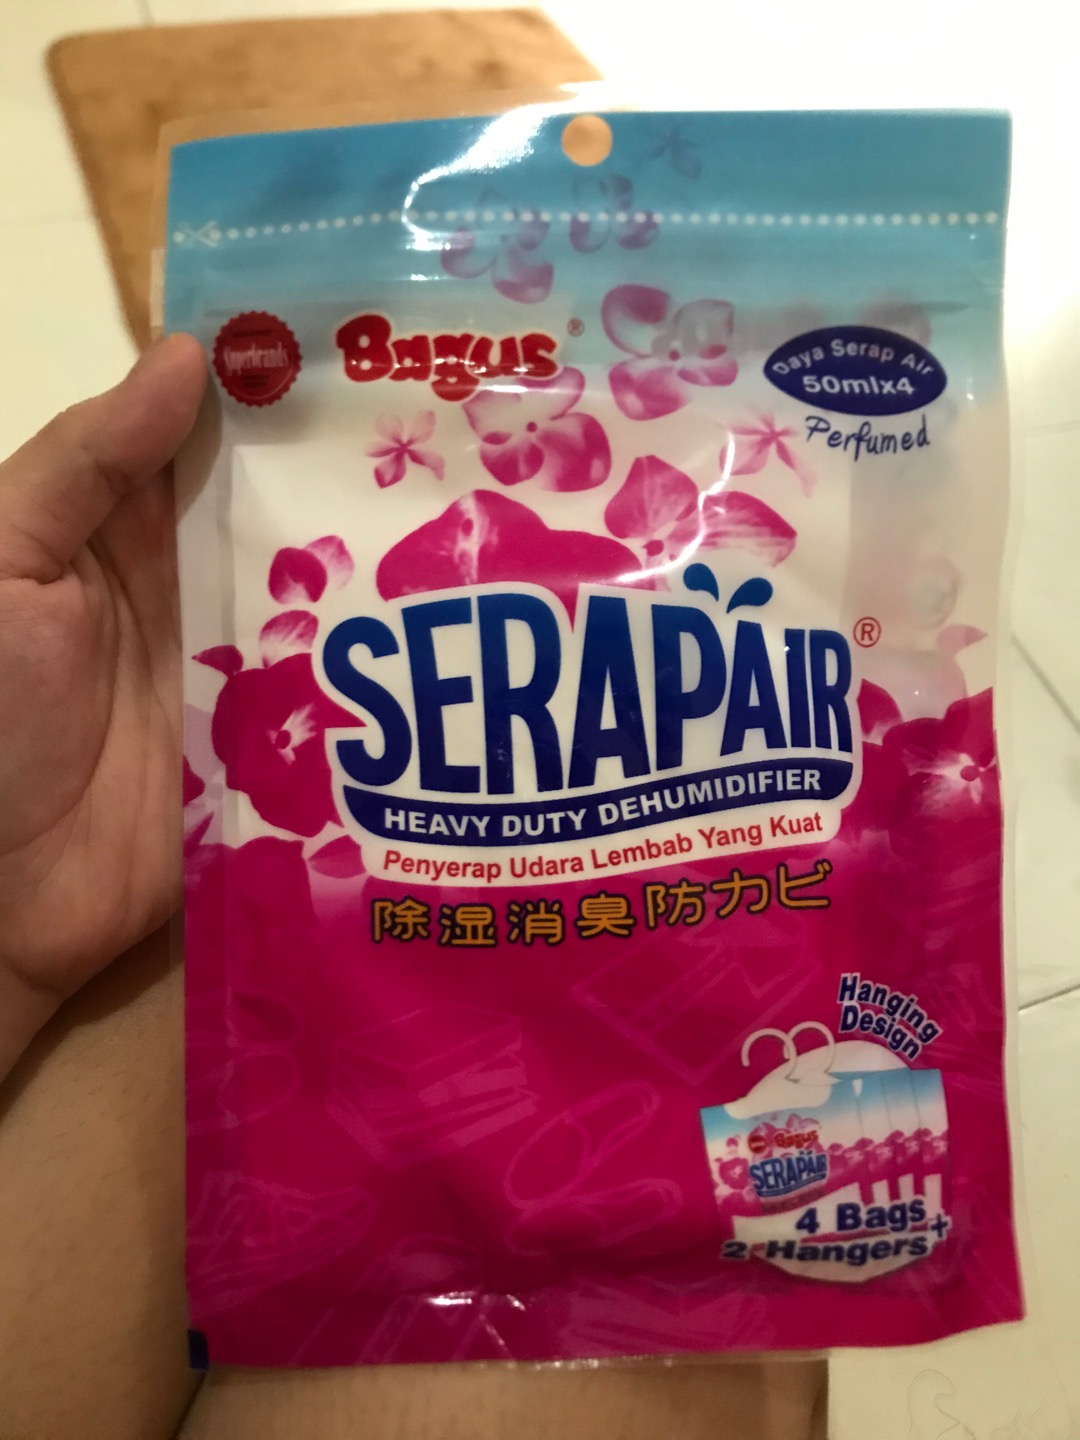 Superbrands
Bagus®
Daya Serap Air
50mlx4
Perfumed
SERAPAIR®
HEAVY DUTY DEHUMIDIFIER
Penyerap Udara Lembab Yang Kuat
除湿消臭防カビ
Hanging
Design
Bagus
SERAPAIR
4 Bags +
2 Hangers